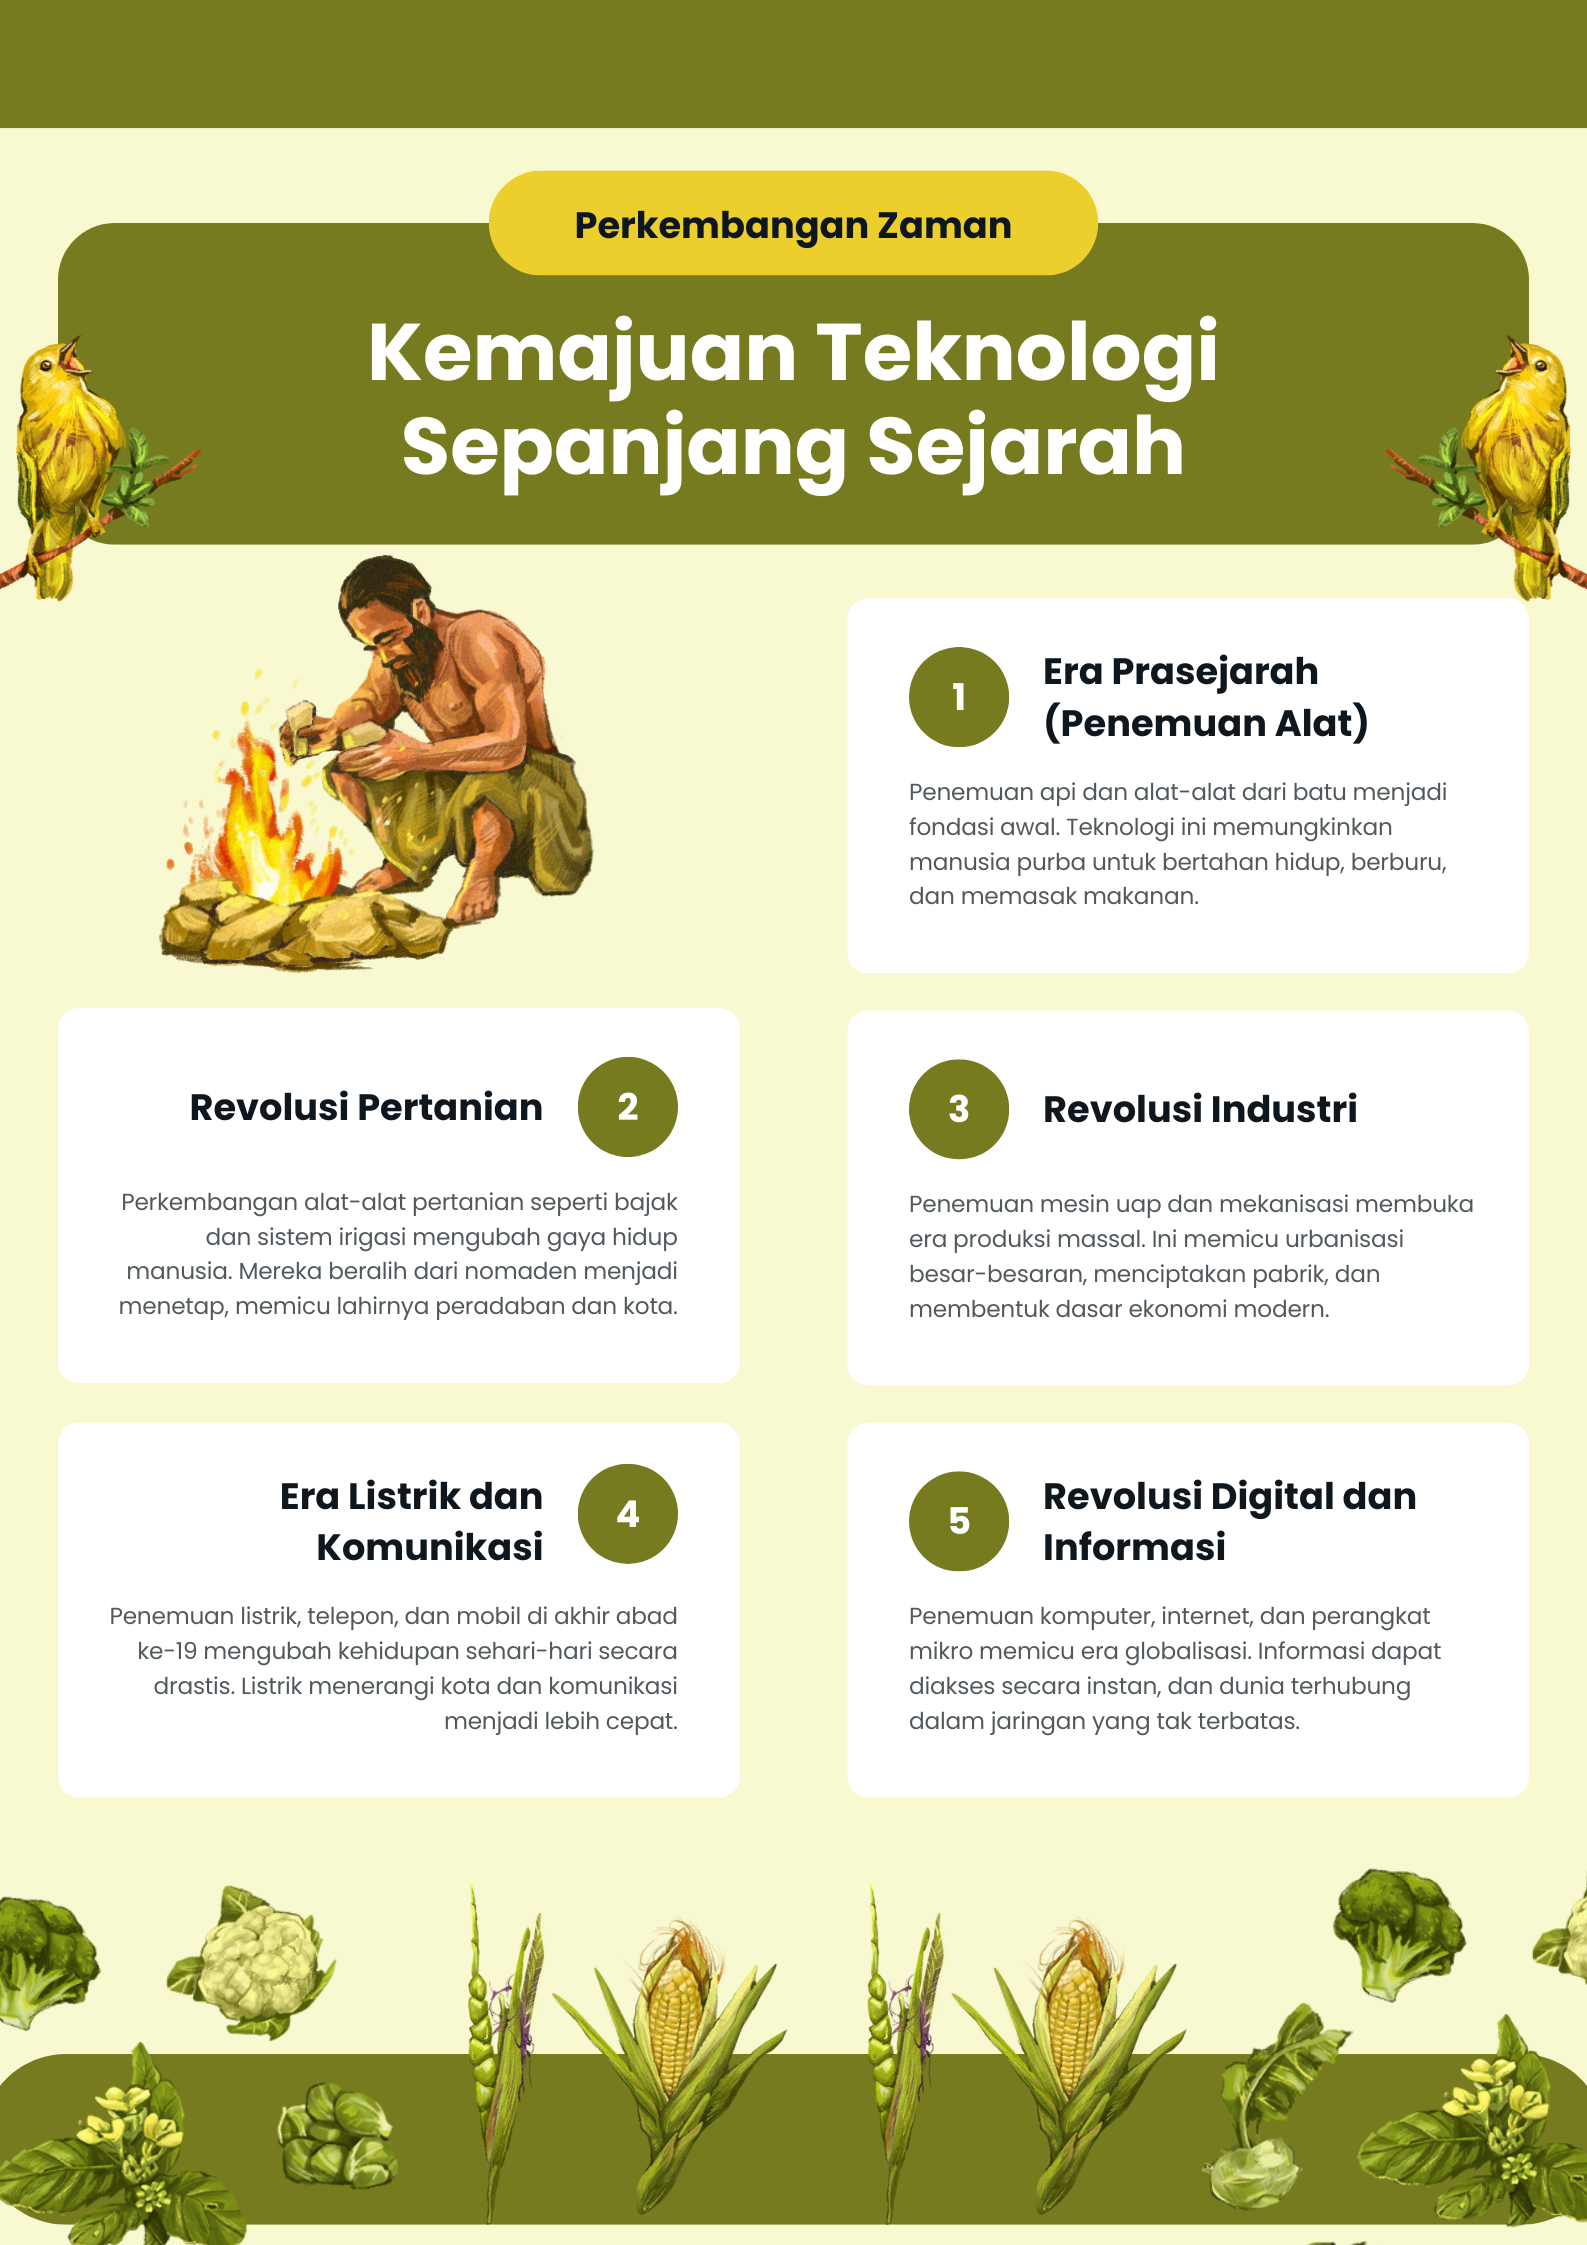 Perkembangan Zaman
Kemajuan Teknologi
Sepanjang Sejarah
1
Era Prasejarah
(Penemuan Alat)
Penemuan api dan alat-alat dari batu menjadi
fondasi awal. Teknologi ini memungkinkan
manusia purba untuk bertahan hidup, berburu,
dan memasak makanan.
Revolusi Pertanian
2
Perkembangan alat-alat pertanian seperti bajak
dan sistem irigasi mengubah gaya hidup
manusia. Mereka beralih dari nomaden menjadi
menetap, memicu lahirnya peradaban dan kota.
3
Revolusi Industri
Penemuan mesin uap dan mekanisasi membuka
era produksi massal. Ini memicu urbanisasi
besar-besaran, menciptakan pabrik, dan
membentuk dasar ekonomi modern.
Era Listrik dan
Komunikasi
4
Penemuan listrik, telepon, dan mobil di akhir abad
ke-19 mengubah kehidupan sehari-hari secara
drastis. Listrik menerangi kota dan komunikasi
menjadi lebih cepat.
5
Revolusi Digital dan
Informasi
Penemuan komputer, internet, dan perangkat
mikro memicu era globalisasi. Informasi dapat
diakses secara instan, dan dunia terhubung
dalam jaringan yang tak terbatas.